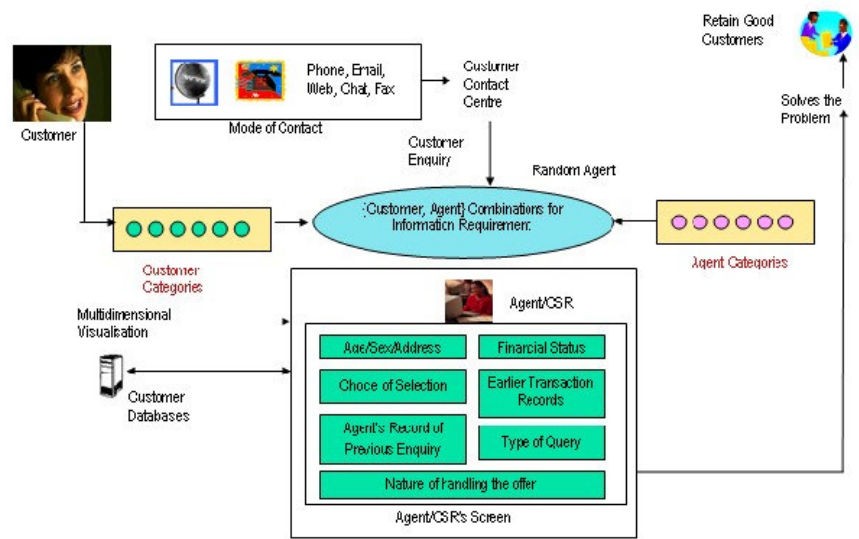 Retain Good
Customers
Phone, Email,
Web, Chat, Fax
Customer
Contact
Centre
Solves the
Problem
Customer
Mode of Contact
Customer
Enquiry
Random Agent
{Customer, Agent} Combinations for
Information Requirement
Customer
Categories
Agent Categories
Multidimensional
Visualisation
Agent/CSR
Age/Sex/Address
Financial Status
Choce of Selection
Earlier Transaction
Records
Customer
Databases
Agent's Record of
Previous Enquiry
Type of Query
Nature of handling the offer
Agent/CSR's Screen